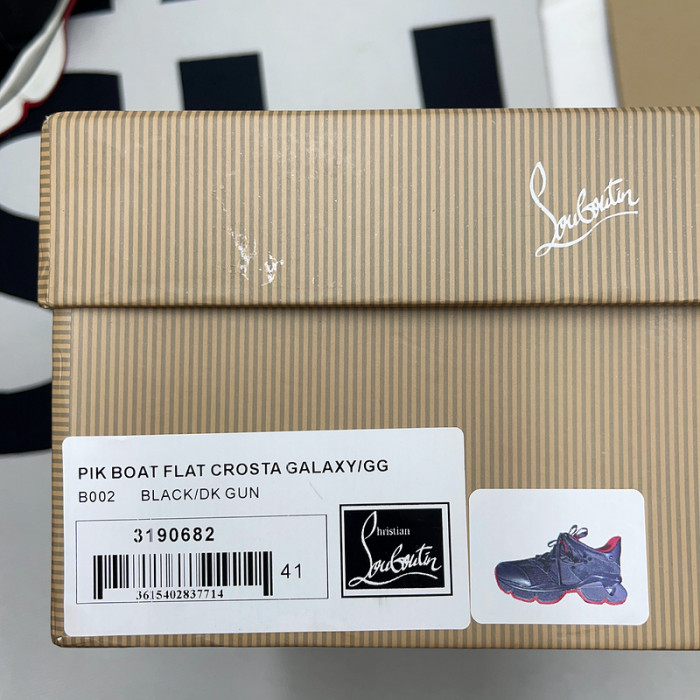 Louboutin
PIK BOAT FLAT CROSTA GALAXY/GG
B002 BLACK/DK GUN
3190682
41
3615402837714
Christian
Louboutin